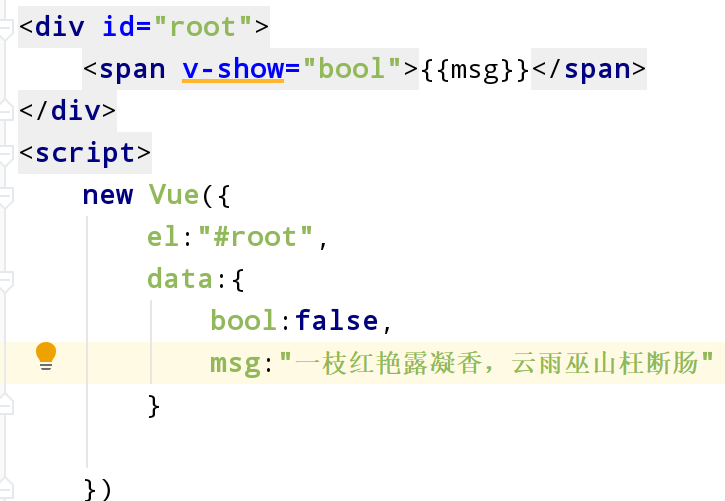 <div id="root">
    <span v-show="bool">{{msg}}</span>
</div>
<script>
    new Vue({
        el:"#root",
        data:{
            bool:false,
            msg:"一枝红艳露凝香，云雨巫山枉断肠"
        }

    })